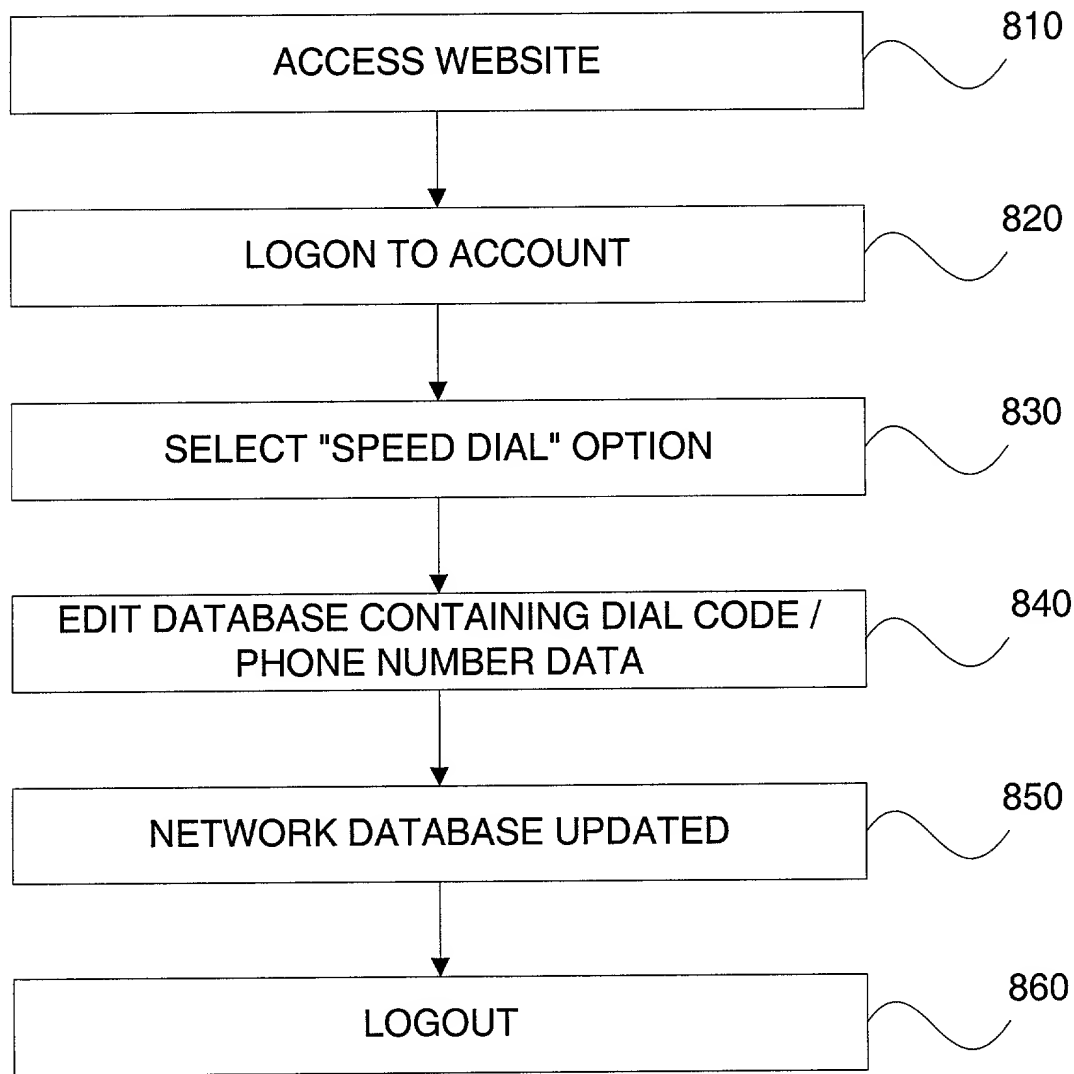 810
ACCESS WEBSITE
820
LOGON TO ACCOUNT
830
SELECT "SPEED DIAL" OPTION
840
EDIT DATABASE CONTAINING DIAL CODE /
PHONE NUMBER DATA
850
NETWORK DATABASE UPDATED
860
LOGOUT